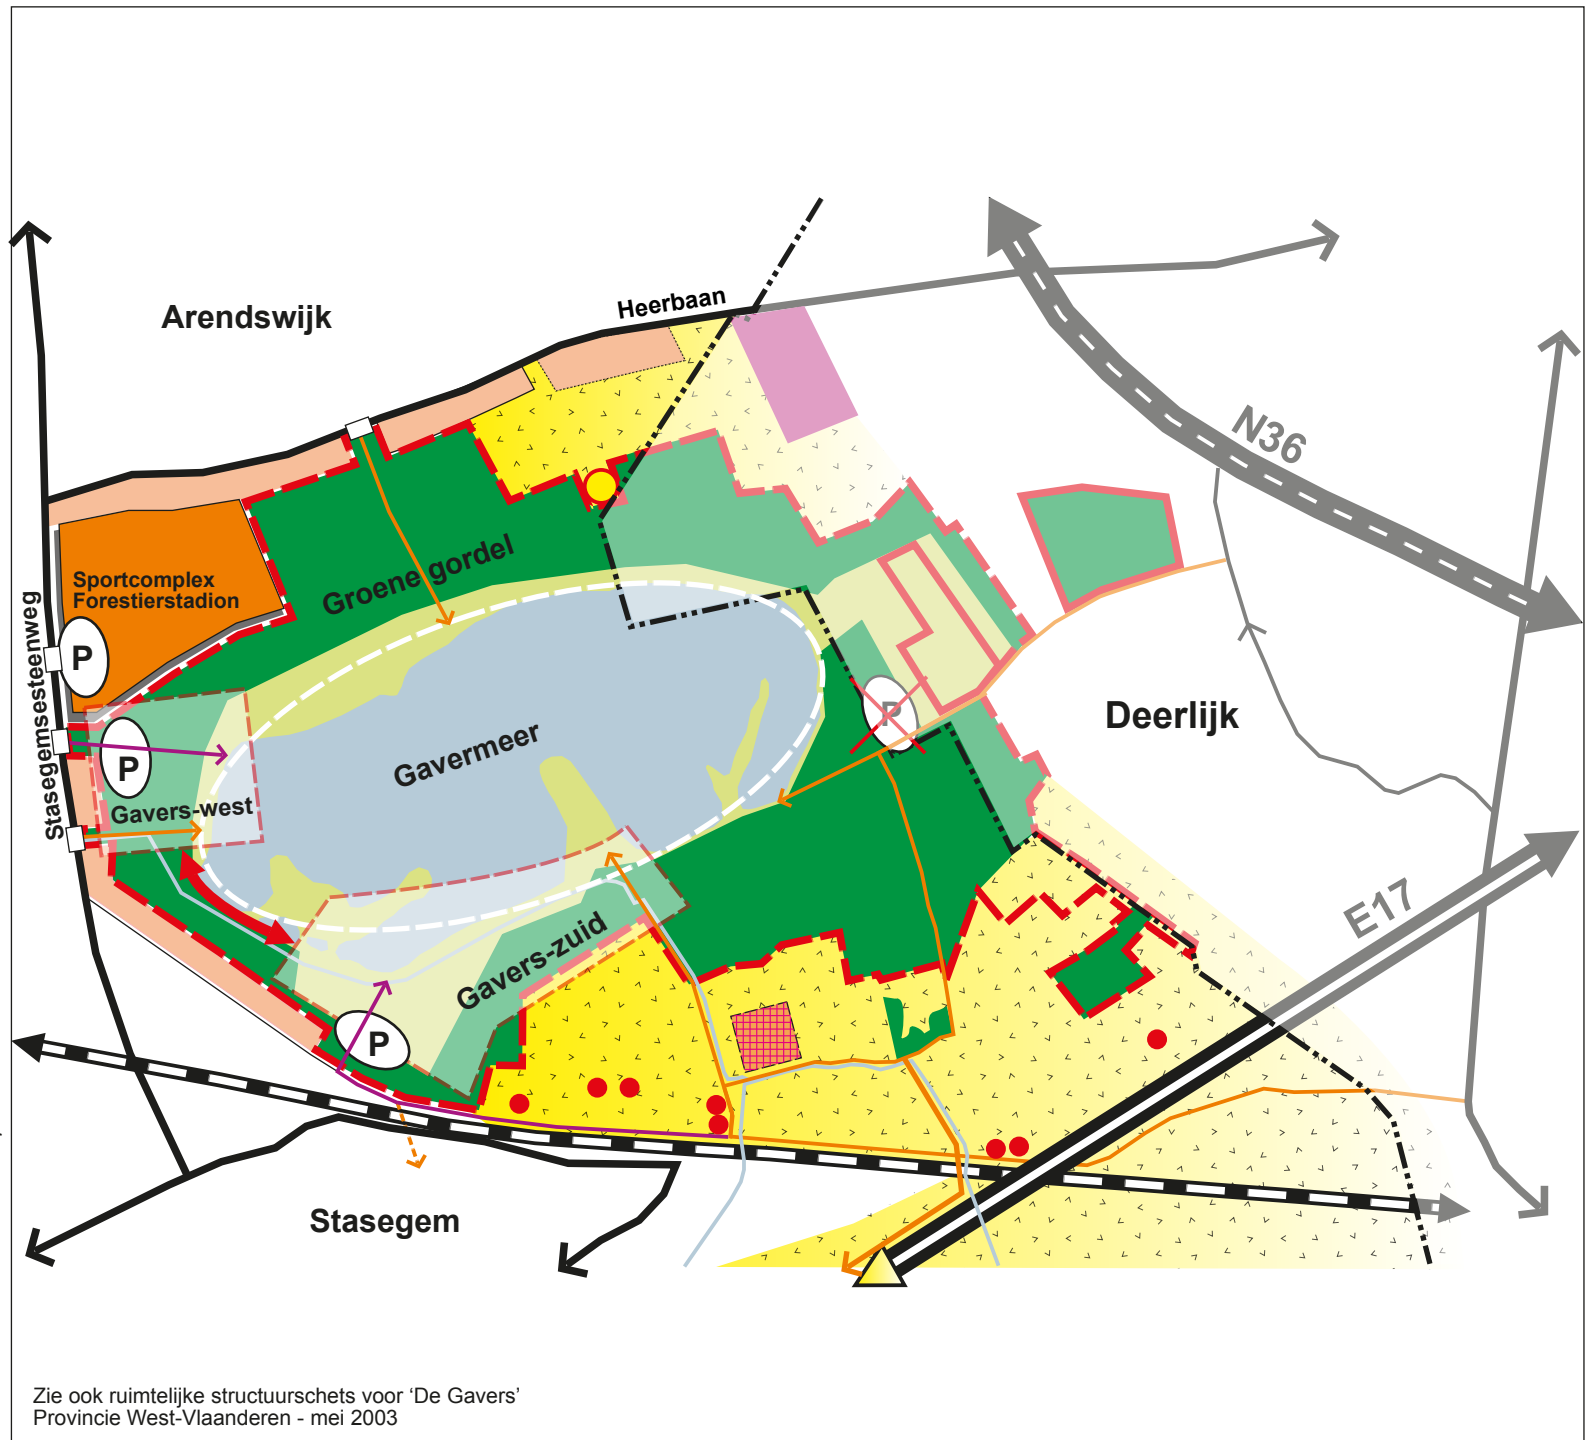 Heerbaan
Arendswijk
N36
Groene gordel
Sportcomplex
Forestierstadion
P
Stasegemsesteenweg
P
Deerlijk
Gavermeer
P
Gavers-west
E17
Gavers-zuid
P
Stasegem
Zie ook ruimtelijke structuurschets voor ‘De Gavers’
Provincie West-Vlaanderen - mei 2003